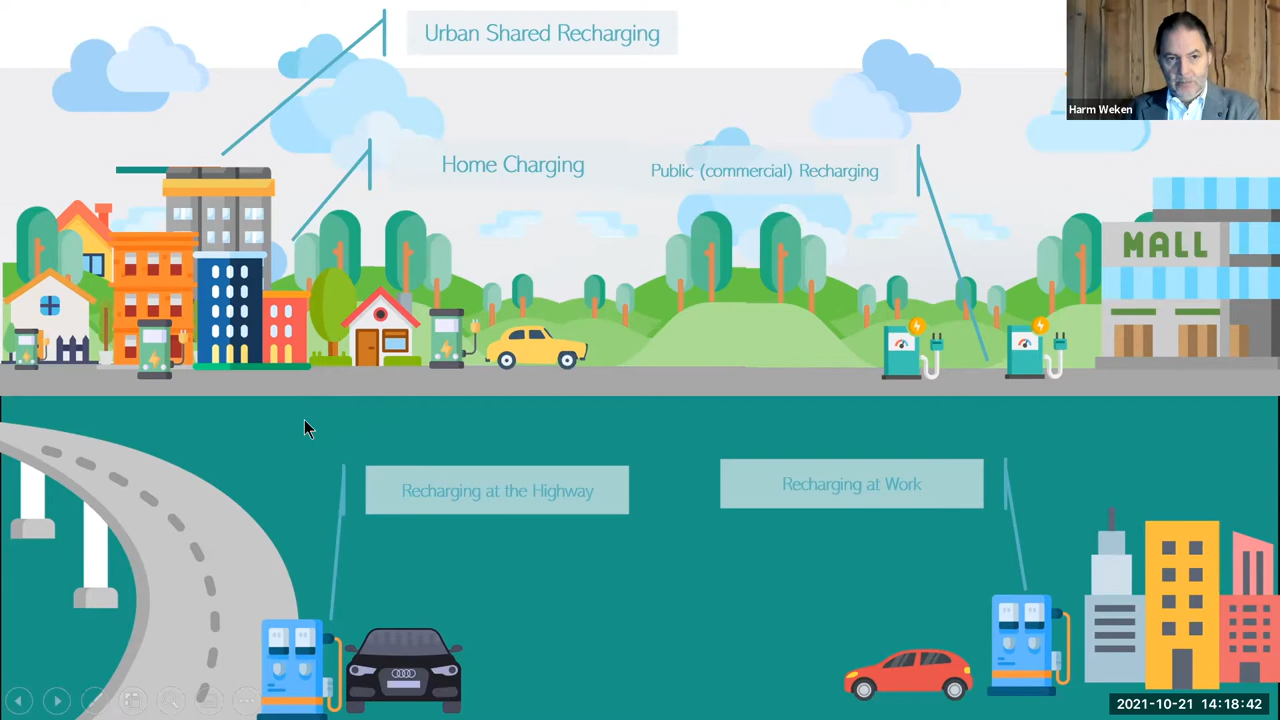 Urban Shared Recharging
Harm Weken
Home Charging
Public (commercial) Recharging
MALL
Recharging at the Highway
Recharging at Work
2021-10-21 14:18:42